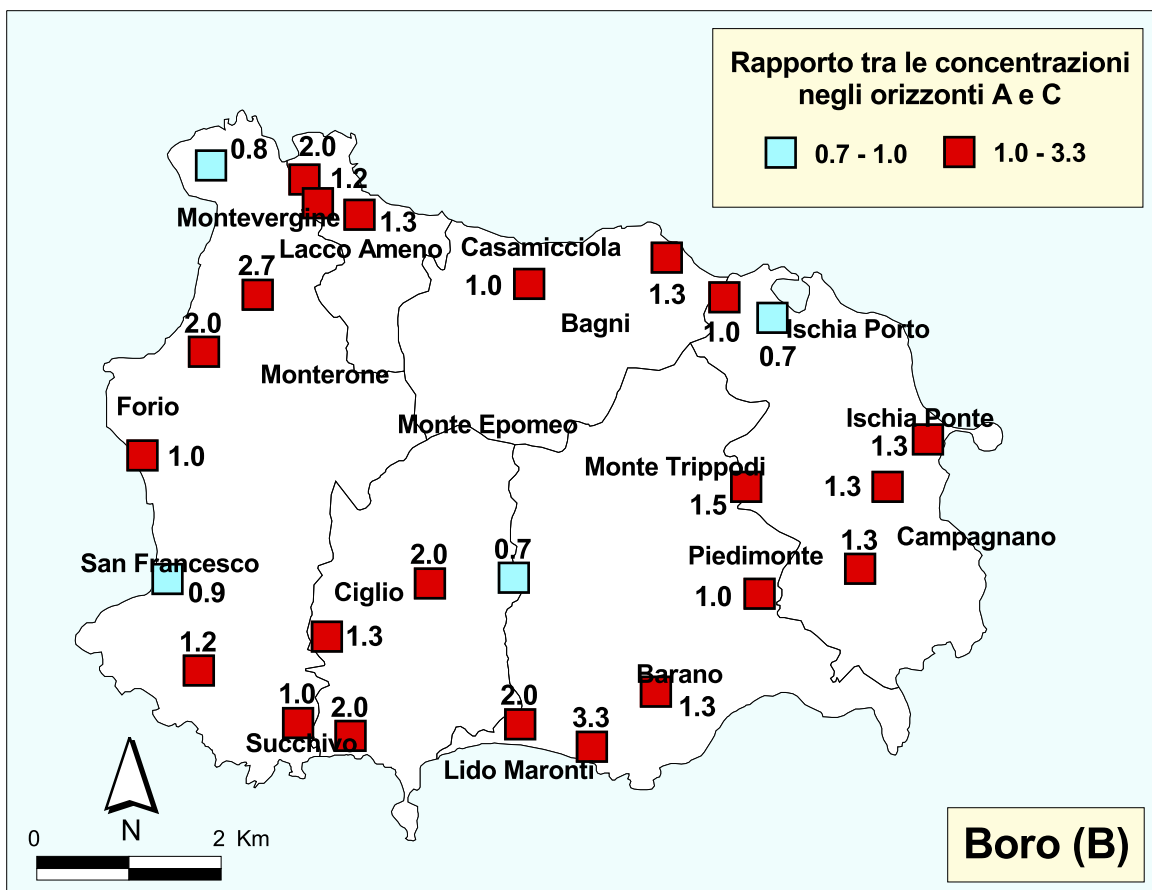 Rapporto tra le concentrazioni
negli orizzonti A e C
0.7 - 1.0 1.0 - 3.3
0.8 2.0
1.2
Montevergine 1.3
Lacco Ameno Casamicciola
2.7 1.0 1.3
2.0 Bagni 1.0 Ischia Porto
0.7
Monterone
Forio Monte Epomeo Ischia Ponte
1.3
1.0 Monte Trippodi 1.3
1.5
Campagnano
San Francesco 2.0 0.7 Piedimonte 1.3
0.9 Ciglio 1.0
1.3
1.2 Barano
1.0 2.0 2.0 3.3 1.3
Succhivo
Lido Maronti
N
0 2 Km
Boro (B)